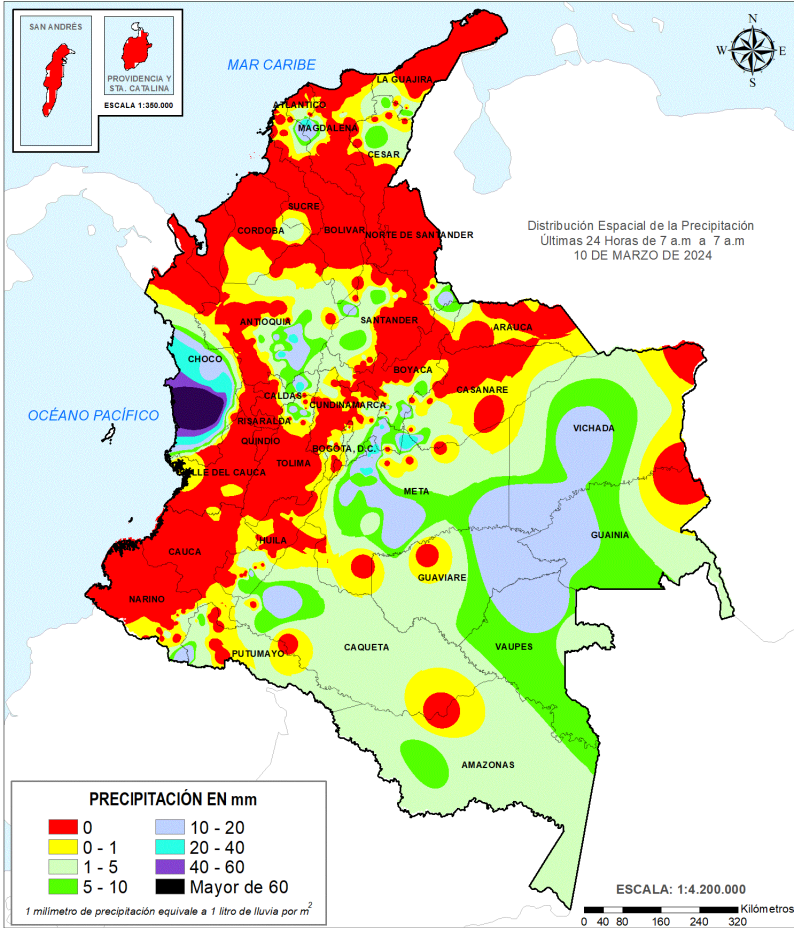 SAN ANDRÉS
PROVIDENCIA Y
STA. CATALINA
ESCALA 1:350.000
N
W
E
S
MAR CARIBE
LA GUAJIRA
ATLANTICO
MAGDALENA
CESAR
SUCRE
CORDOBA
BOLIVAR
NORTE DE SANTANDER
Distribución Espacial de la Precipitación
Últimas 24 Horas de 7 a.m a 7 a.m
10 DE MARZO DE 2024
ANTIOQUIA
SANTANDER
ARAUCA
CHOCO
BOYACA
CASANARE
CALDAS
CUNDINAMARCA
OCÉANO PACÍFICO
RISARALDA
VICHADA
QUINDIO
BOGOTA, D.C.
TOLIMA
VALLE DEL CAUCA
META
GUAINIA
CAUCA
HUILA
GUAVIARE
NARIÑO
CAQUETA
VAUPES
PUTUMAYO
AMAZONAS
PRECIPITACIÓN EN mm
0
10 - 20
0 - 1
20 - 40
1 - 5
40 - 60
5 - 10
Mayor de 60
1 milímetro de precipitación equivale a 1 litro de lluvia por m2
ESCALA: 1:4.200.000
Kilómetros
0 40 80 160 240 320